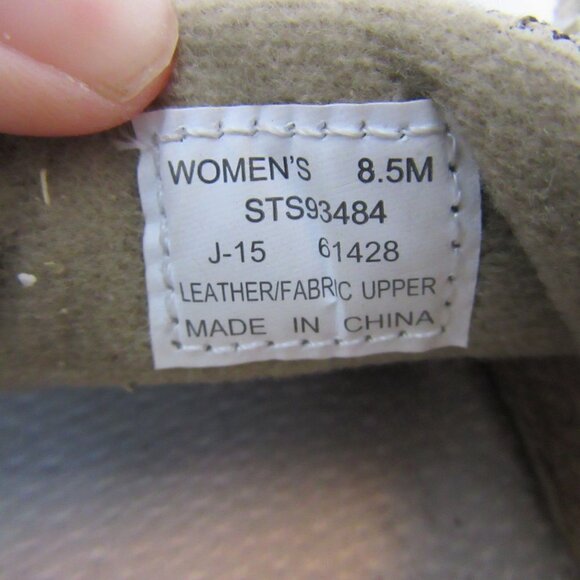 WOMEN'S 8.5M
STS93484
J-15 61428
LEATHER/FABRIC UPPER
MADE IN CHINA